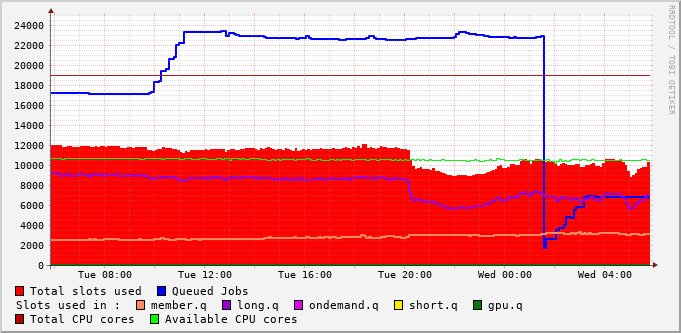 24000
22000
20000
18000
16000
14000
12000
10000
8000
6000
4000
2000
0
Tue 08:00 Tue 12:00 Tue 16:00 Tue 20:00 Wed 00:00 Wed 04:00
Total slots used Queued Jobs
Slots used in : member.q long.q ondemand.q short.q gpu.q
Total CPU cores Available CPU cores
RRDTOOL / TOBI OETIKER